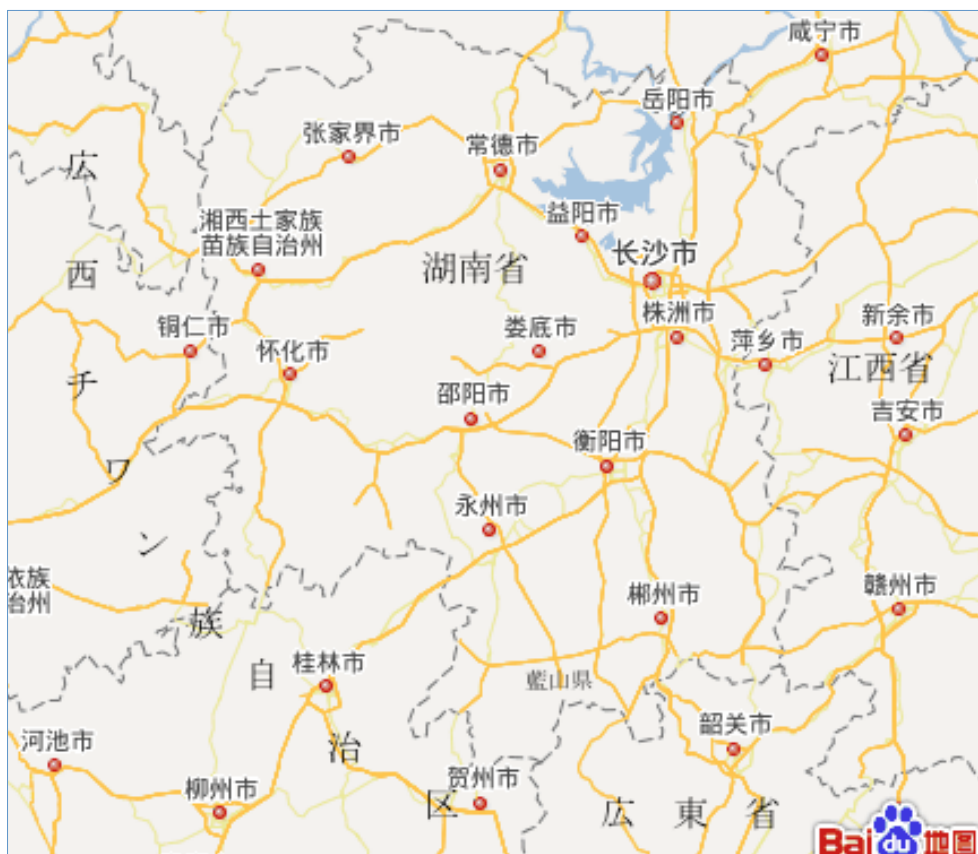 咸宁市
岳阳市
张家界市
常德市
広
益阳市
湘西土家族
苗族自治州
长沙市
西
湖南省
铜仁市
娄底市
株洲市
新余市
怀化市
萍乡市
江西省
チ
邵阳市
吉安市
衡阳市
ワ
永州市
ン
依族
治州
郴州市
赣州市
族
桂林市
自
藍山県
韶关市
河池市
治
柳州市
贺州市
区
広東省
Bai du 地图